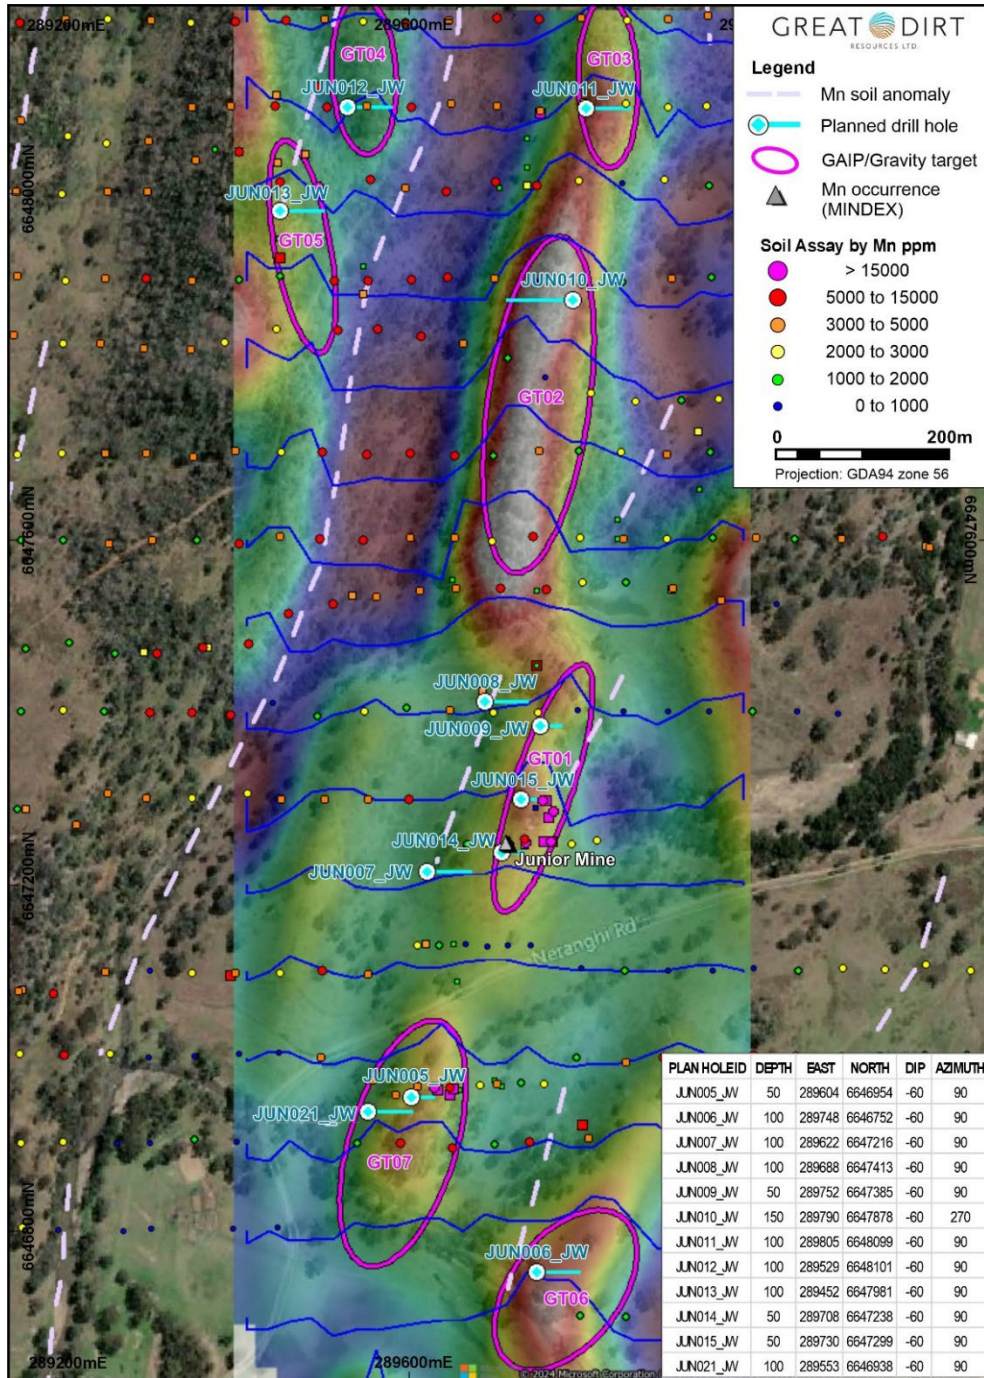 289200mE
289600mE
GREAT DIRT
RESOURCES LTD.
Legend
Mn soil anomaly
Planned drill hole
GAIP/Gravity target
Mn occurrence
(MINDEX)
Soil Assay by Mn ppm
> 15000
5000 to 15000
3000 to 5000
2000 to 3000
1000 to 2000
0 to 1000
0 200m
Projection: GDA94 zone 56
GT04
GT03
JUN012_JW
JUN011_JW
6648000mN
JUN013_JW
GT05
JUN010_JW
GT02
6647600mN
6647600mN
JUN008_JW
JUN009_JW
GT01
JUN015_JW
JUN014_JW
Junior Mine
JUN007_JW
6647200mN
Neranghi Rd
JUN005_JW
JUN021_JW
GT07
6646800mN
JUN006_JW
GT06
PLAN HOLEID DEPTH EAST NORTH DIP AZIMUTH
JUN005_JW 50 289604 6646954 -60 90
JUN006_JW 100 289748 6646752 -60 90
JUN007_JW 100 289622 6647216 -60 90
JUN008_JW 100 289688 6647413 -60 90
JUN009_JW 50 289752 6647385 -60 90
JUN010_JW 150 289790 6647878 -60 270
JUN011_JW 100 289805 6648099 -60 90
JUN012_JW 100 289529 6648101 -60 90
JUN013_JW 100 289452 6647981 -60 90
JUN014_JW 50 289708 6647238 -60 90
JUN015_JW 50 289730 6647299 -60 90
JUN021_JW 100 289553 6646938 -60 90
289200mE
289600mE
© 2024 Microsoft Corporation